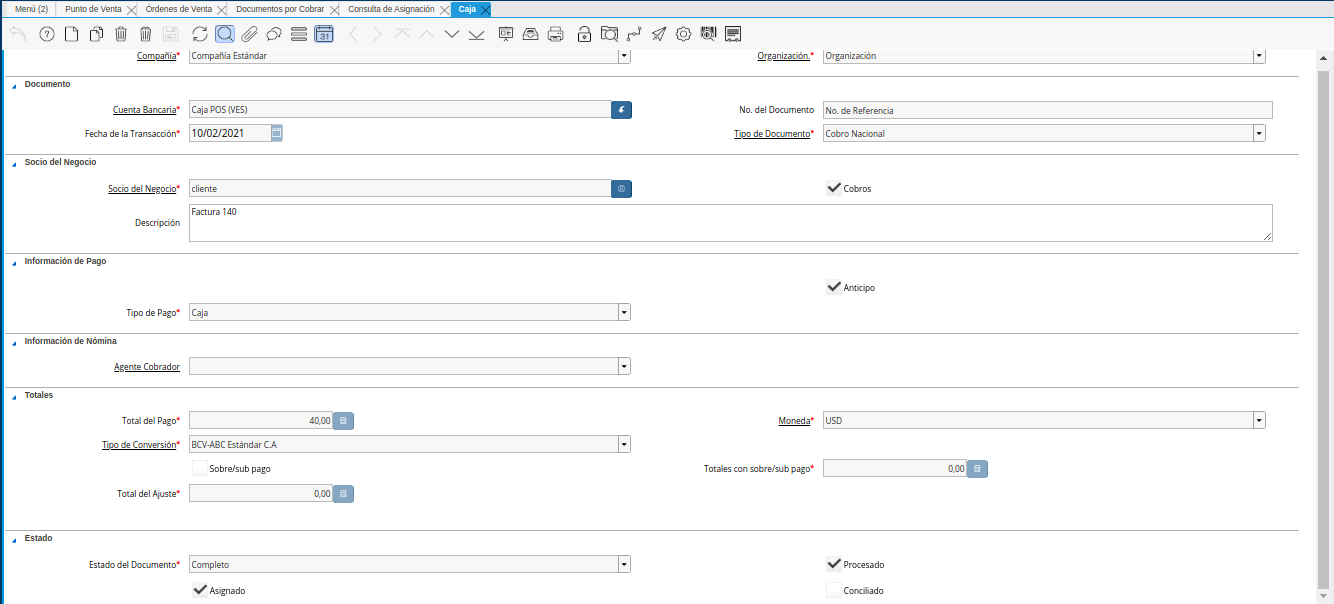 Menú (2) Punto de Venta Órdenes de Venta Documentos por Cobrar Consulta de Asignación Caja
31
Compañía* Compañía Estándar Organización.* Organización
Documento
Cuenta Bancaria* Caja POS (VES) No. del Documento No. de Referencia
Fecha de la Transacción* 10/02/2021 Tipo de Documento* Cobro Nacional
Socio del Negocio
Socio del Negocio* cliente Cobros
Descripción Factura 140
Información de Pago
Anticipo
Tipo de Pago* Caja
Información de Nómina
Agente Cobrador
Totales
Total del Pago* 40,00 Moneda* USD
Tipo de Conversión* BCV-ABC Estándar C.A
Sobre/sub pago Totales con sobre/sub pago* 0,00
Total del Ajuste* 0,00
Estado
Estado del Documento* Completo Procesado
Asignado Conciliado